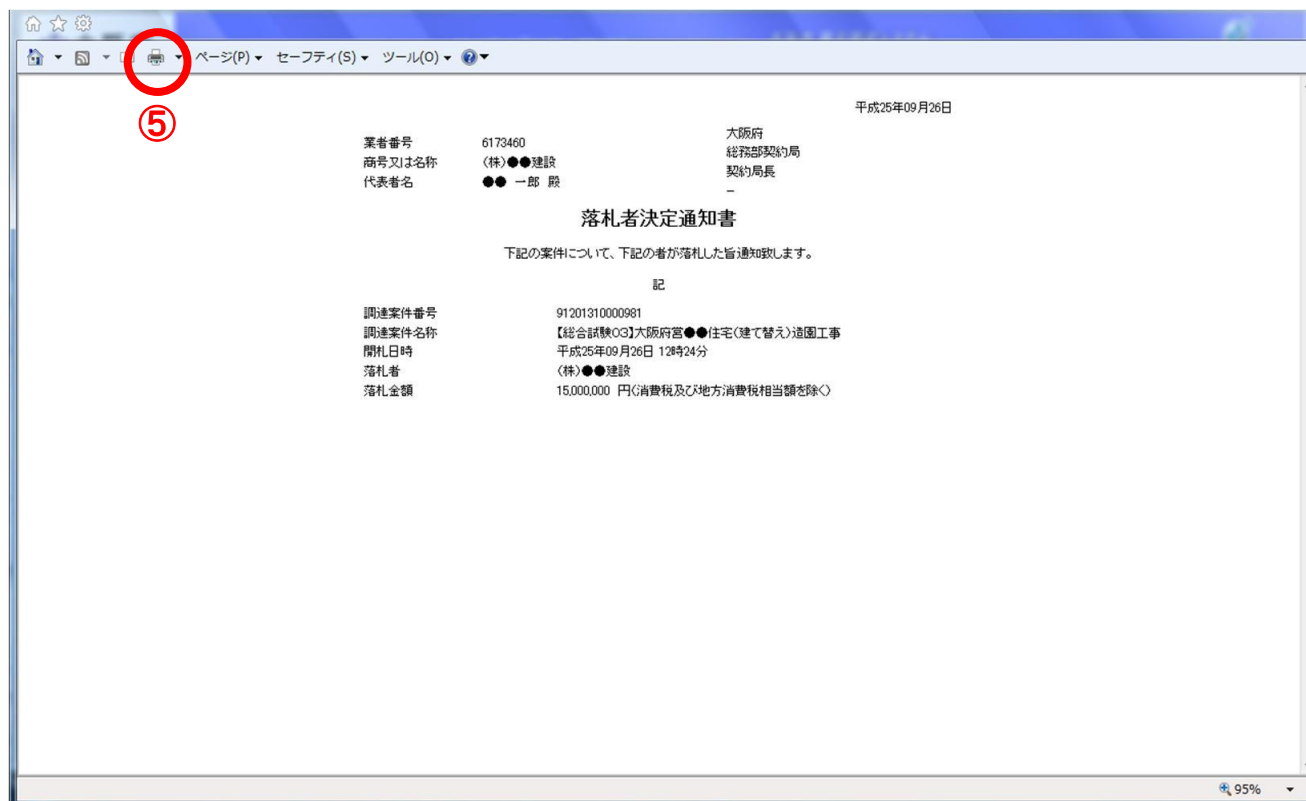 ページ(P) セーフティ(S) ツール(O)
⑤
平成25年09月26日
業者番号 6173460
商号又は名称 (株)●●建設
代表者名 ●● 一郎 殿
大阪府
総務部契約局
契約局長
−
落札者決定通知書
下記の案件について、下記の者が落札した旨通知致します。
記
調達案件番号 91201310000981
調達案件名称 【総合試験03】大阪府営●●住宅(建て替え)造園工事
開札日時 平成25年09月26日 12時24分
落札者 (株)●●建設
落札金額 15,000,000 円(消費税及び地方消費税相当額を除く)
95%